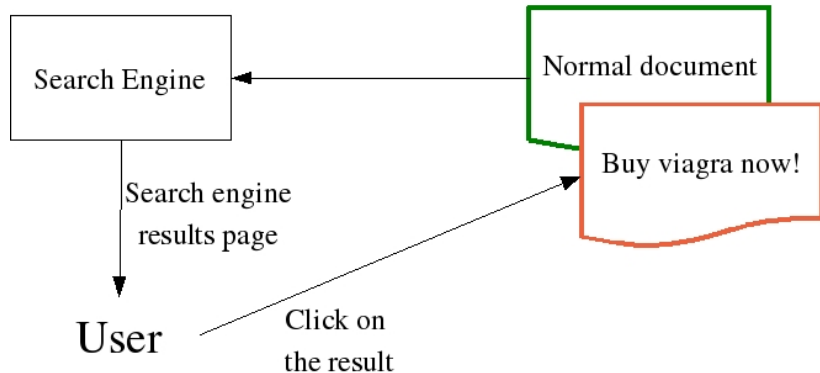 Search Engine
Normal document
Buy viagra now!
Search engine
results page
User
Click on
the result